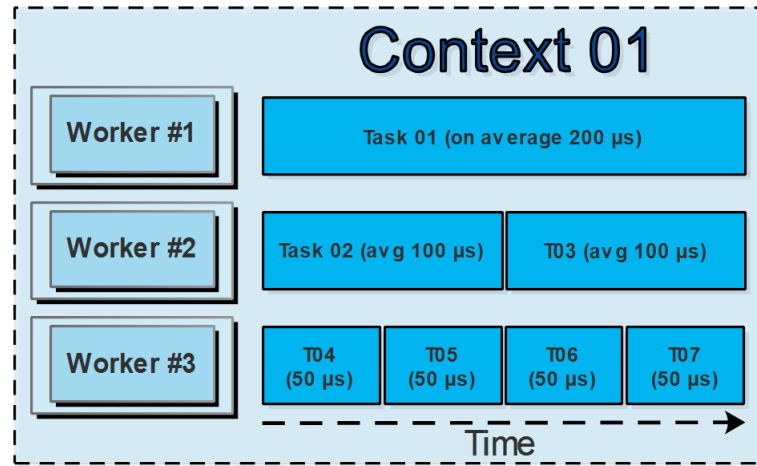 Context 01
Worker #1
Task 01 (on average 200 µs)
Worker #2
Task 02 (avg 100 µs)
T03 (avg 100 µs)
Worker #3
T04
(50 µs)
T05
(50 µs)
T06
(50 µs)
T07
(50 µs)
Time